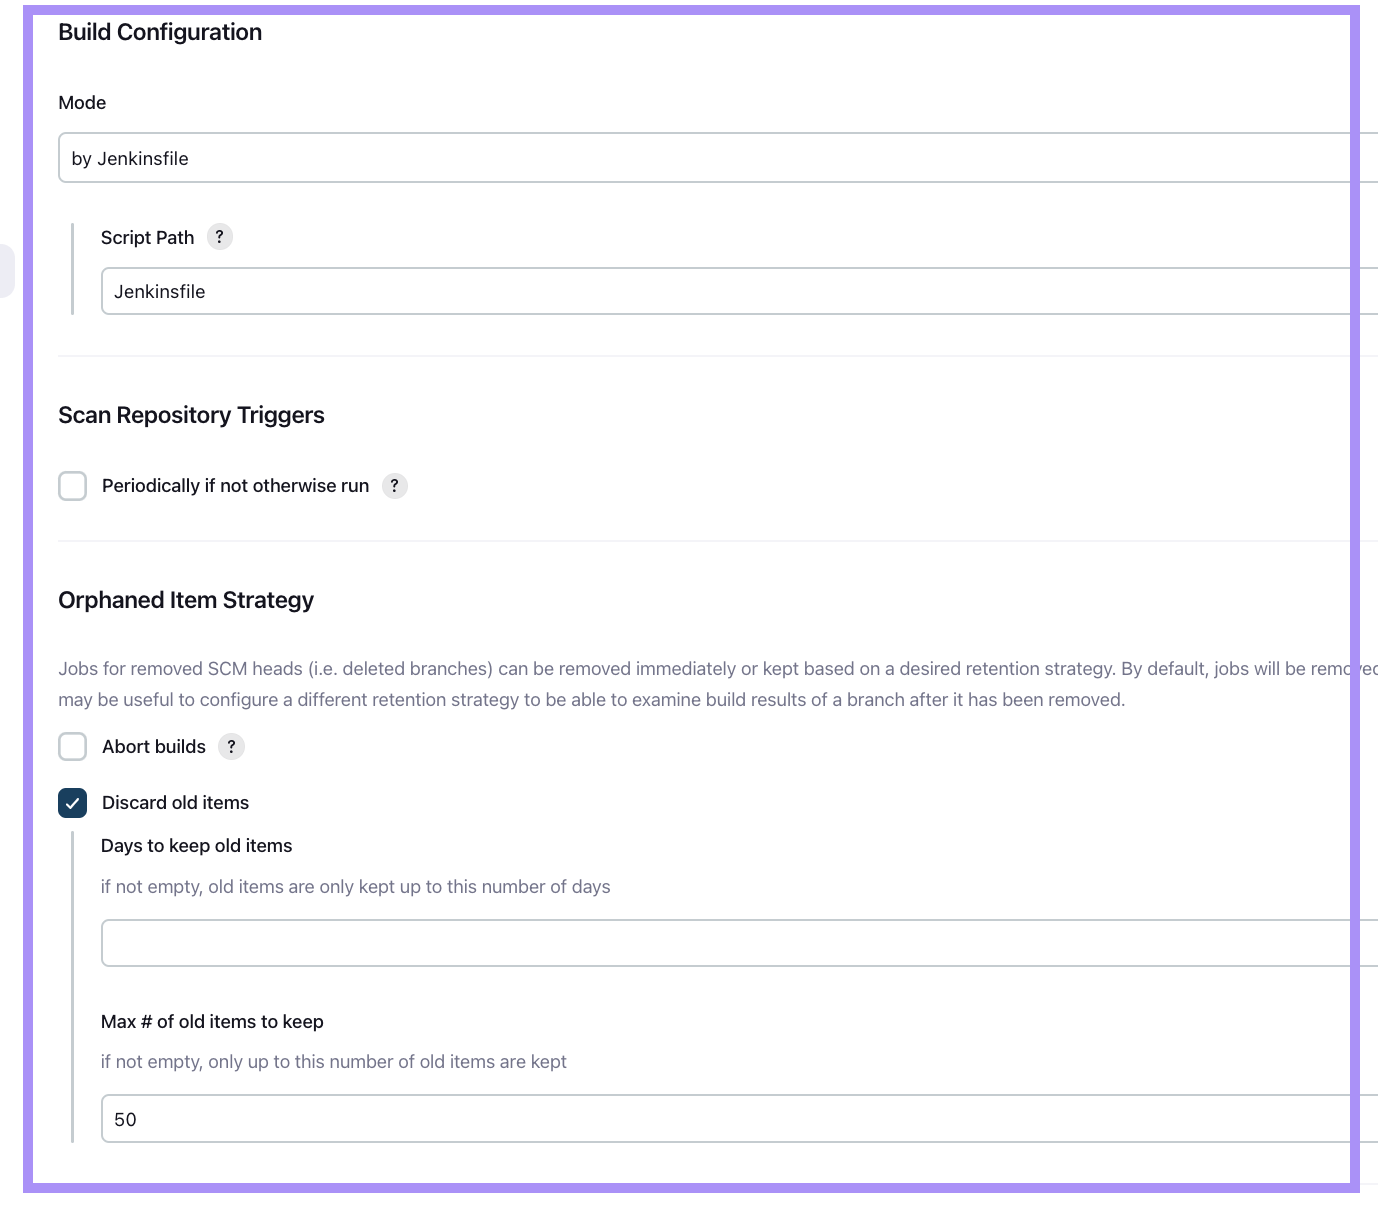 Build Configuration
Mode
by Jenkinsfile
Script Path ?
Jenkinsfile
Scan Repository Triggers
Periodically if not otherwise run ?
Orphaned Item Strategy
Jobs for removed SCM heads (i.e. deleted branches) can be removed immediately or kept based on a desired retention strategy. By default, jobs will be removed
may be useful to configure a different retention strategy to be able to examine build results of a branch after it has been removed.
Abort builds ?
Discard old items
Days to keep old items
if not empty, old items are only kept up to this number of days
Max # of old items to keep
if not empty, only up to this number of old items are kept
50